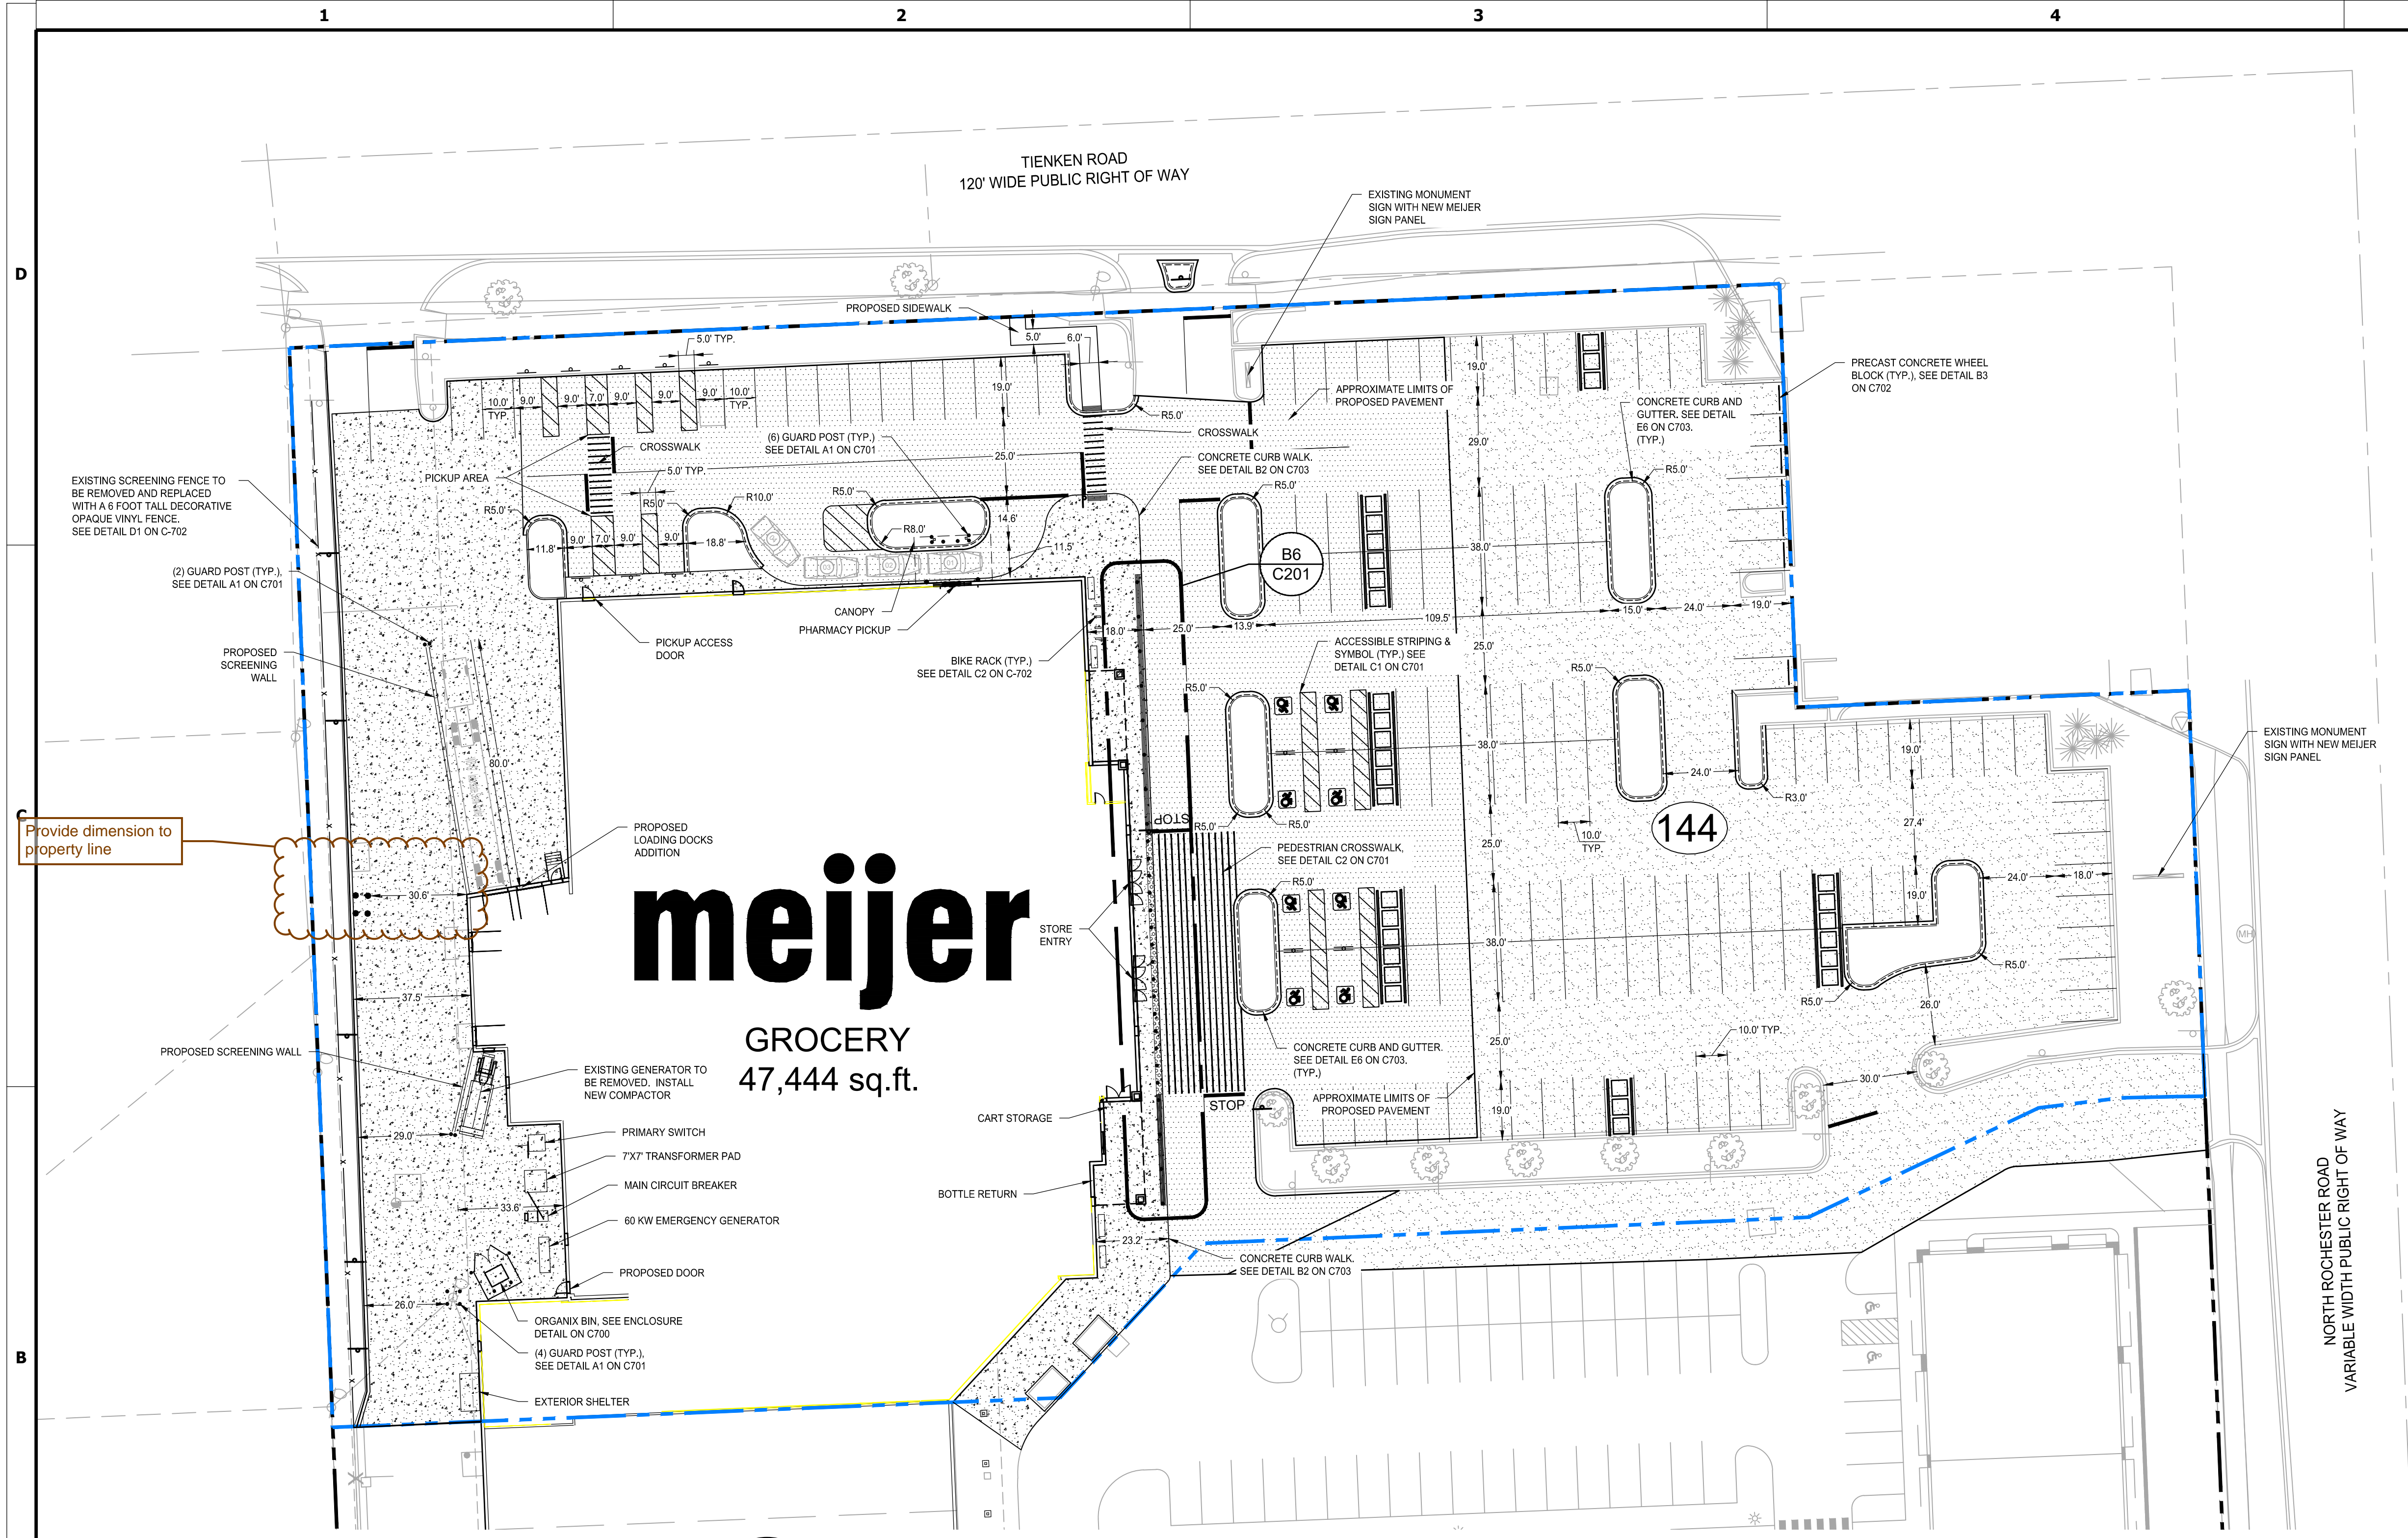 1
2
3
4
D
C
B
TIENKEN ROAD
120' WIDE PUBLIC RIGHT OF WAY
EXISTING MONUMENT
SIGN WITH NEW MEIJER
SIGN PANEL
PROPOSED SIDEWALK
5.0' TYP.
5.0'
6.0'
19.0'
19.0'
10.0'
TYP.
9.0'
9.0'
7.0'
9.0'
9.0'
9.0'
10.0'
TYP.
R5.0'
APPROXIMATE LIMITS OF
PROPOSED PAVEMENT
PRECAST CONCRETE WHEEL
BLOCK (TYP.), SEE DETAIL B3
ON C702
CONCRETE CURB AND
GUTTER. SEE DETAIL
E6 ON C703.
(TYP.)
CROSSWALK
(6) GUARD POST (TYP.)
SEE DETAIL A1 ON C701
CROSSWALK
29.0'
25.0'
CONCRETE CURB WALK.
SEE DETAIL B2 ON C703
PICKUP AREA
5.0' TYP.
R5.0'
R5.0'
R10.0'
R5.0'
R5.0'
R5.0'
EXISTING SCREENING FENCE TO
BE REMOVED AND REPLACED
WITH A 6 FOOT TALL DECORATIVE
OPAQUE VINYL FENCE.
SEE DETAIL D1 ON C-702
R8.0'
14.6'
11.5'
11.8'
9.0'
7.0'
9.0'
9.0'
18.8'
38.0'
B6
C201
(2) GUARD POST (TYP.),
SEE DETAIL A1 ON C701
CANOPY
PHARMACY PICKUP
109.5'
15.0'
24.0'
19.0'
18.0'
25.0'
13.9'
PICKUP ACCESS
DOOR
PROPOSED
SCREENING
WALL
BIKE RACK (TYP.)
SEE DETAIL C2 ON C-702
ACCESSIBLE STRIPING &
SYMBOL (TYP.) SEE
DETAIL C1 ON C701
25.0'
R5.0'
R5.0'
80.0'
38.0'
24.0'
19.0'
R3.0'
EXISTING MONUMENT
SIGN WITH NEW MEIJER
SIGN PANEL
Provide dimension to
property line
PROPOSED
LOADING DOCKS
ADDITION
STOP
R5.0'
R5.0'
PEDESTRIAN CROSSWALK,
SEE DETAIL C2 ON C701
25.0'
10.0'
TYP.
144
27.4'
R5.0'
24.0'
18.0'
19.0'
30.6'
meijer
GROCERY
47,444 sq.ft.
STORE
ENTRY
38.0'
MH
R5.0'
R5.0'
26.0'
37.5'
PROPOSED SCREENING WALL
EXISTING GENERATOR TO
BE REMOVED. INSTALL
NEW COMPACTOR
CONCRETE CURB AND GUTTER.
SEE DETAIL E6 ON C703.
(TYP.)
25.0'
10.0' TYP.
30.0'
APPROXIMATE LIMITS OF
PROPOSED PAVEMENT
STOP
19.0'
CART STORAGE
29.0'
PRIMARY SWITCH
7'X7' TRANSFORMER PAD
MAIN CIRCUIT BREAKER
BOTTLE RETURN
33.6'
60 KW EMERGENCY GENERATOR
23.2'
CONCRETE CURB WALK.
SEE DETAIL B2 ON C703
PROPOSED DOOR
26.0'
ORGANIX BIN, SEE ENCLOSURE
DETAIL ON C700
(4) GUARD POST (TYP.),
SEE DETAIL A1 ON C701
EXTERIOR SHELTER
NORTH ROCHESTER ROAD
VARIABLE WIDTH PUBLIC RIGHT OF WAY